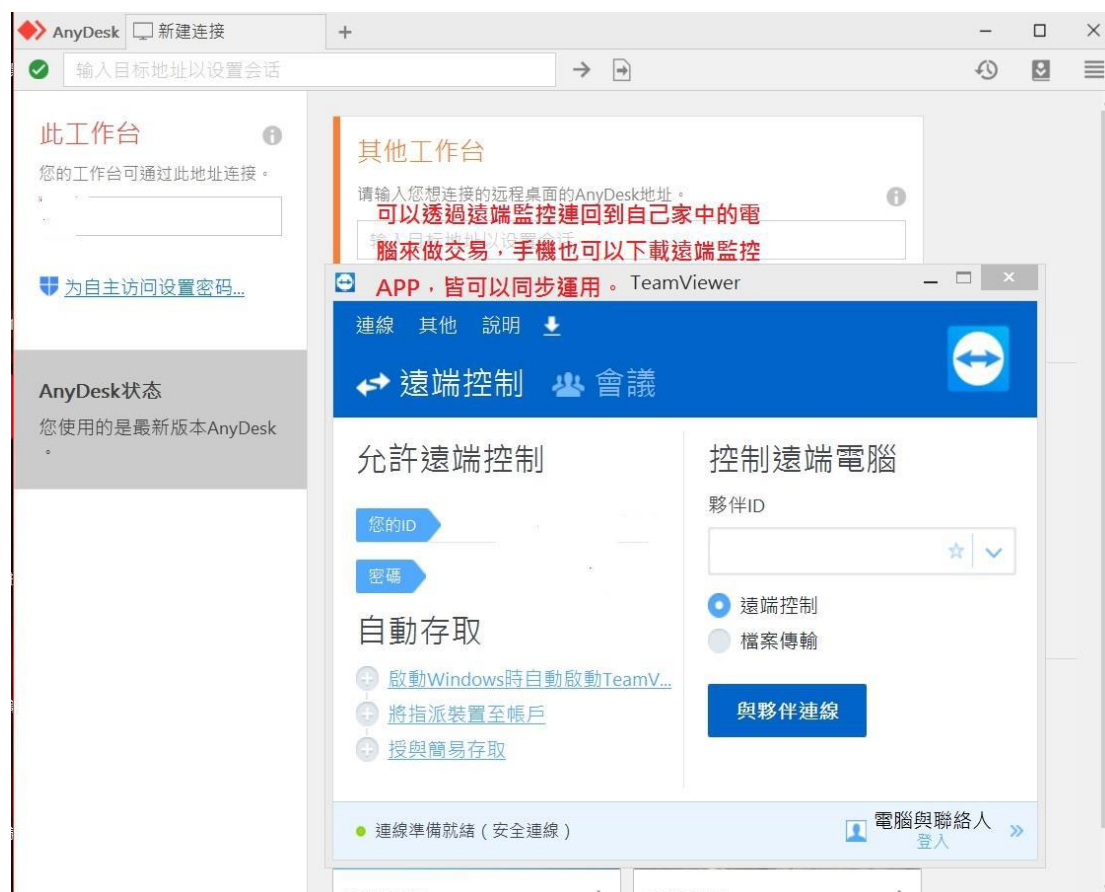 AnyDesk
新建连接
输入目标地址以设置会话
此工作台
您的工作台可通过此地址连接。
为自主访问设置密码...
AnyDesk状态
您使用的是最新版本AnyDesk
。
其他工作台
请输入您想连接的远程桌面的AnyDesk地址。
输入目标地址以设置会话
可以透過遠端監控連回到自己家中的電
腦來做交易，手機也可以下載遠端監控
APP，皆可以同步運用。
TeamViewer
連線 其他 說明
遠端控制 會議
允許遠端控制
您的ID
密碼
自動存取
啟動Windows時自動啟動TeamV...
將指派裝置至帳戶
授與簡易存取
控制遠端電腦
夥伴ID
遠端控制
檔案傳輸
與夥伴連線
連線準備就緒（安全連線）
電腦與聯絡人
登入